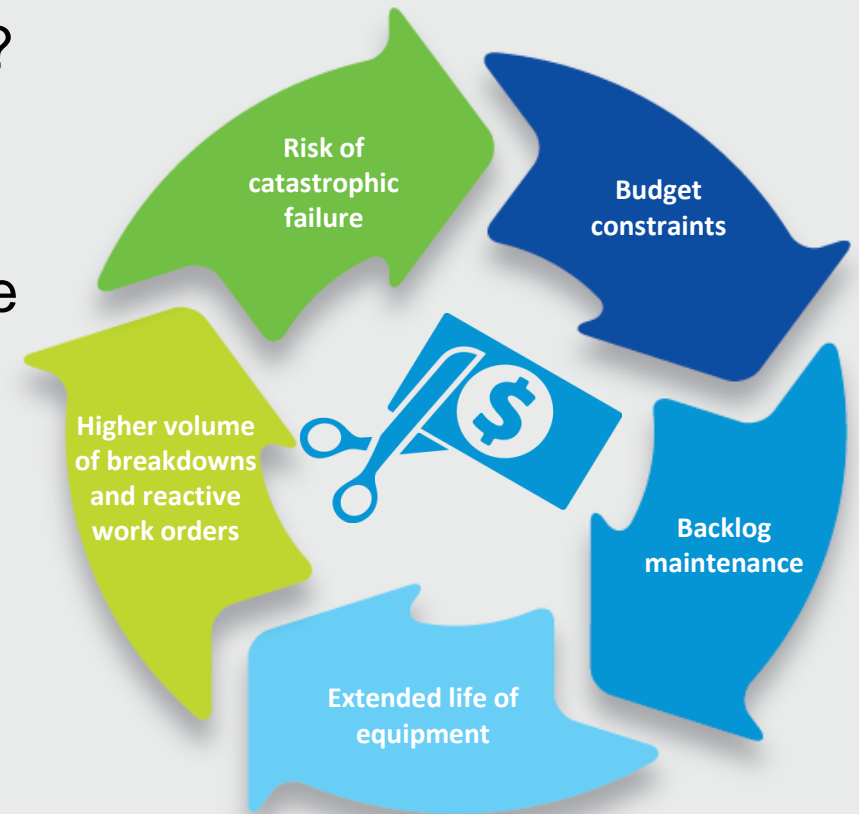 ?
e
Risk of
catastrophic
failure
Budget
constraints
Backlog
maintenance
Extended life of
equipment
Higher volume
of breakdowns
and reactive
work orders
$